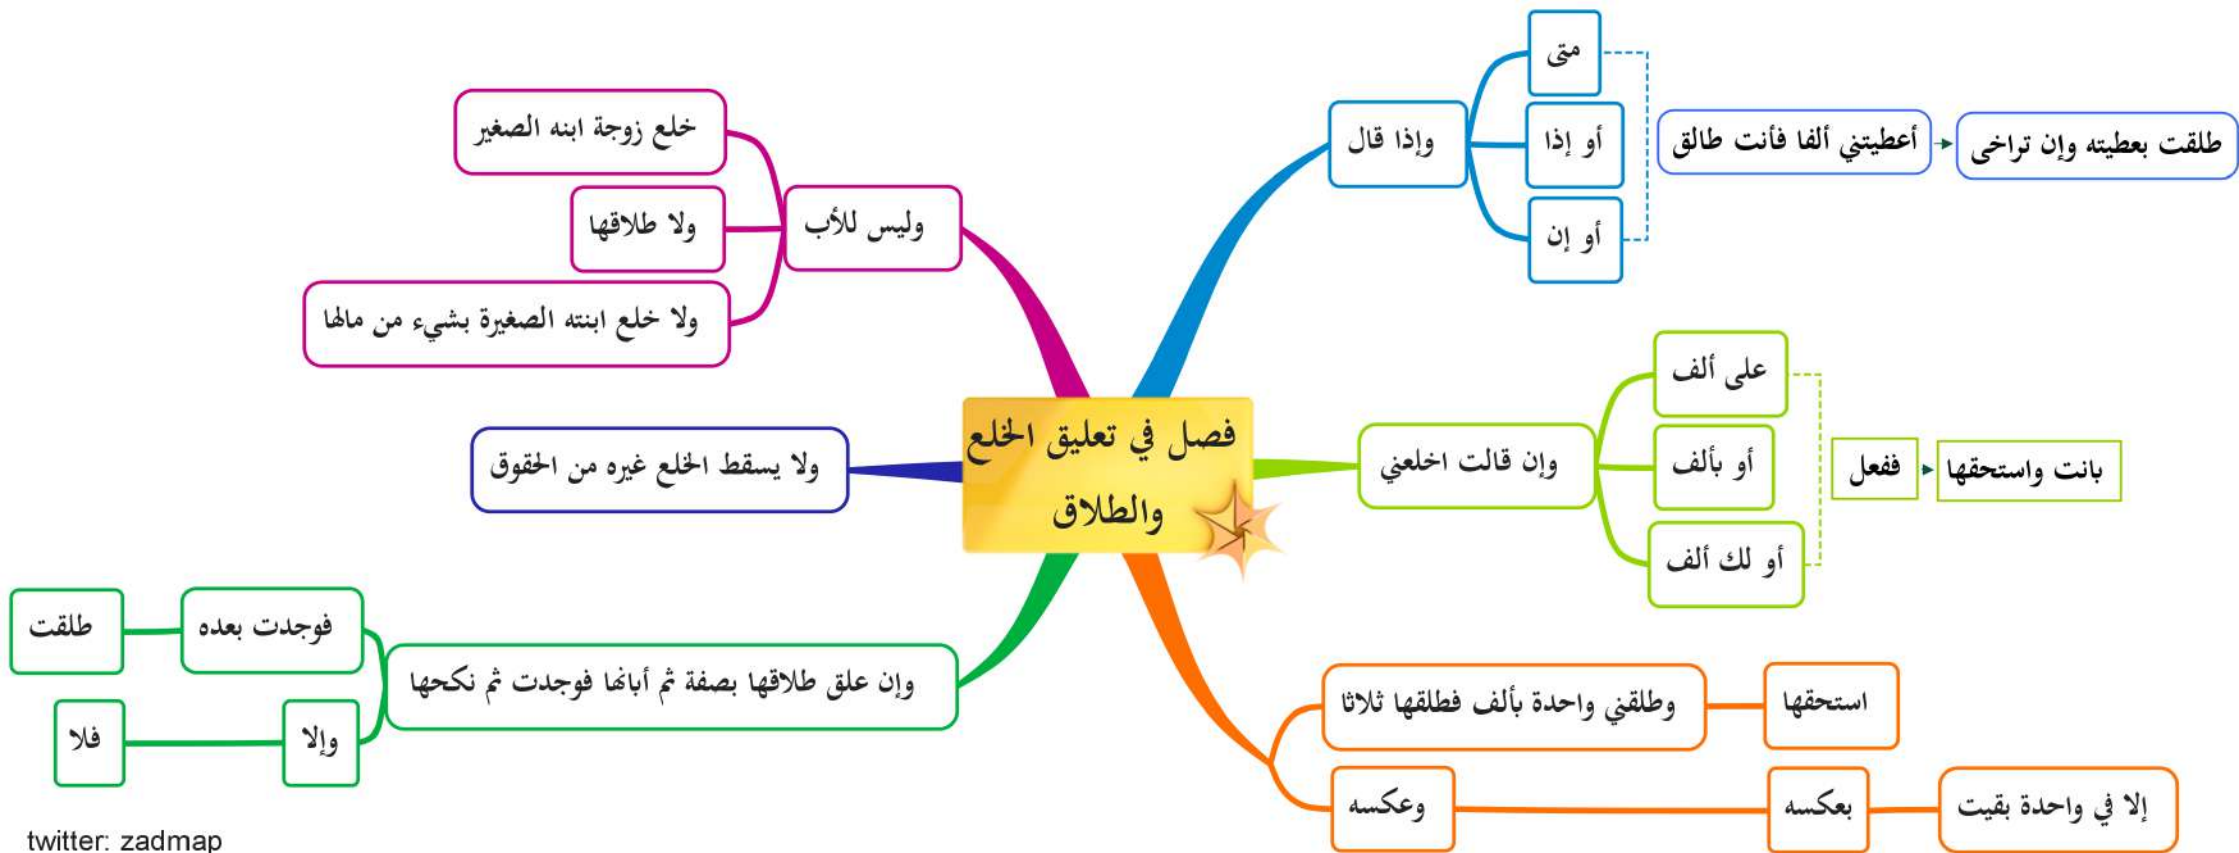 فصل في تعليق الخلع
والطلاق
وإذا قال
متى
أو إذا
أو إن
أعطيتني ألفا فأنت طالق
طلقت بعطيته وإن تراخى
وإن قالت اخلعني
على ألف
أو بألف
أو لك ألف
ففعل
بانت واستحقها
وطلقني واحدة بألف فطلقها ثلاثا
استحقها
وعكسه
بعكسه
إلا في واحدة بقيت
وليس للأب
خلع زوجة ابنه الصغير
ولا طلاقها
ولا خلع ابنته الصغيرة بشيء من مالها
ولا يسقط الخلع غيره من الحقوق
وإن علق طلاقها بصفة ثم أبانها فوجدت ثم نكحها
فوجدت بعده
طلقت
وإلا
فلا
twitter: zadmap